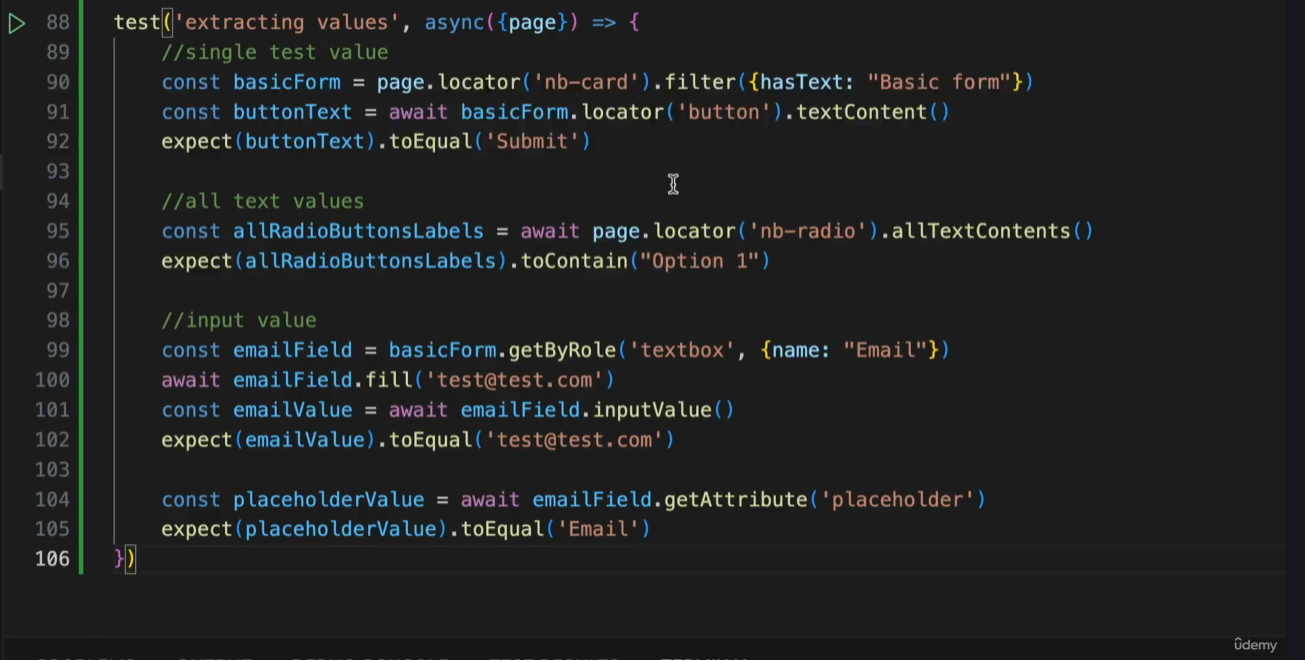 88 test('extracting values', async({page}) => {
89 //single test value
90 const basicForm = page.locator('nb-card').filter({hasText: "Basic form"})
91 const buttonText = await basicForm.locator('button').textContent()
92 expect(buttonText).toEqual('Submit')
93
94 //all text values
95 const allRadioButtonsLabels = await page.locator('nb-radio').allTextContents()
96 expect(allRadioButtonsLabels).toContain("Option 1")
97
98 //input value
99 const emailField = basicForm.getByRole('textbox', {name: "Email"})
100 await emailField.fill('test@test.com')
101 const emailValue = await emailField.inputValue()
102 expect(emailValue).toEqual('test@test.com')
103
104 const placeholderValue = await emailField.getAttribute('placeholder')
105 expect(placeholderValue).toEqual('Email')
106 })
ûdemy